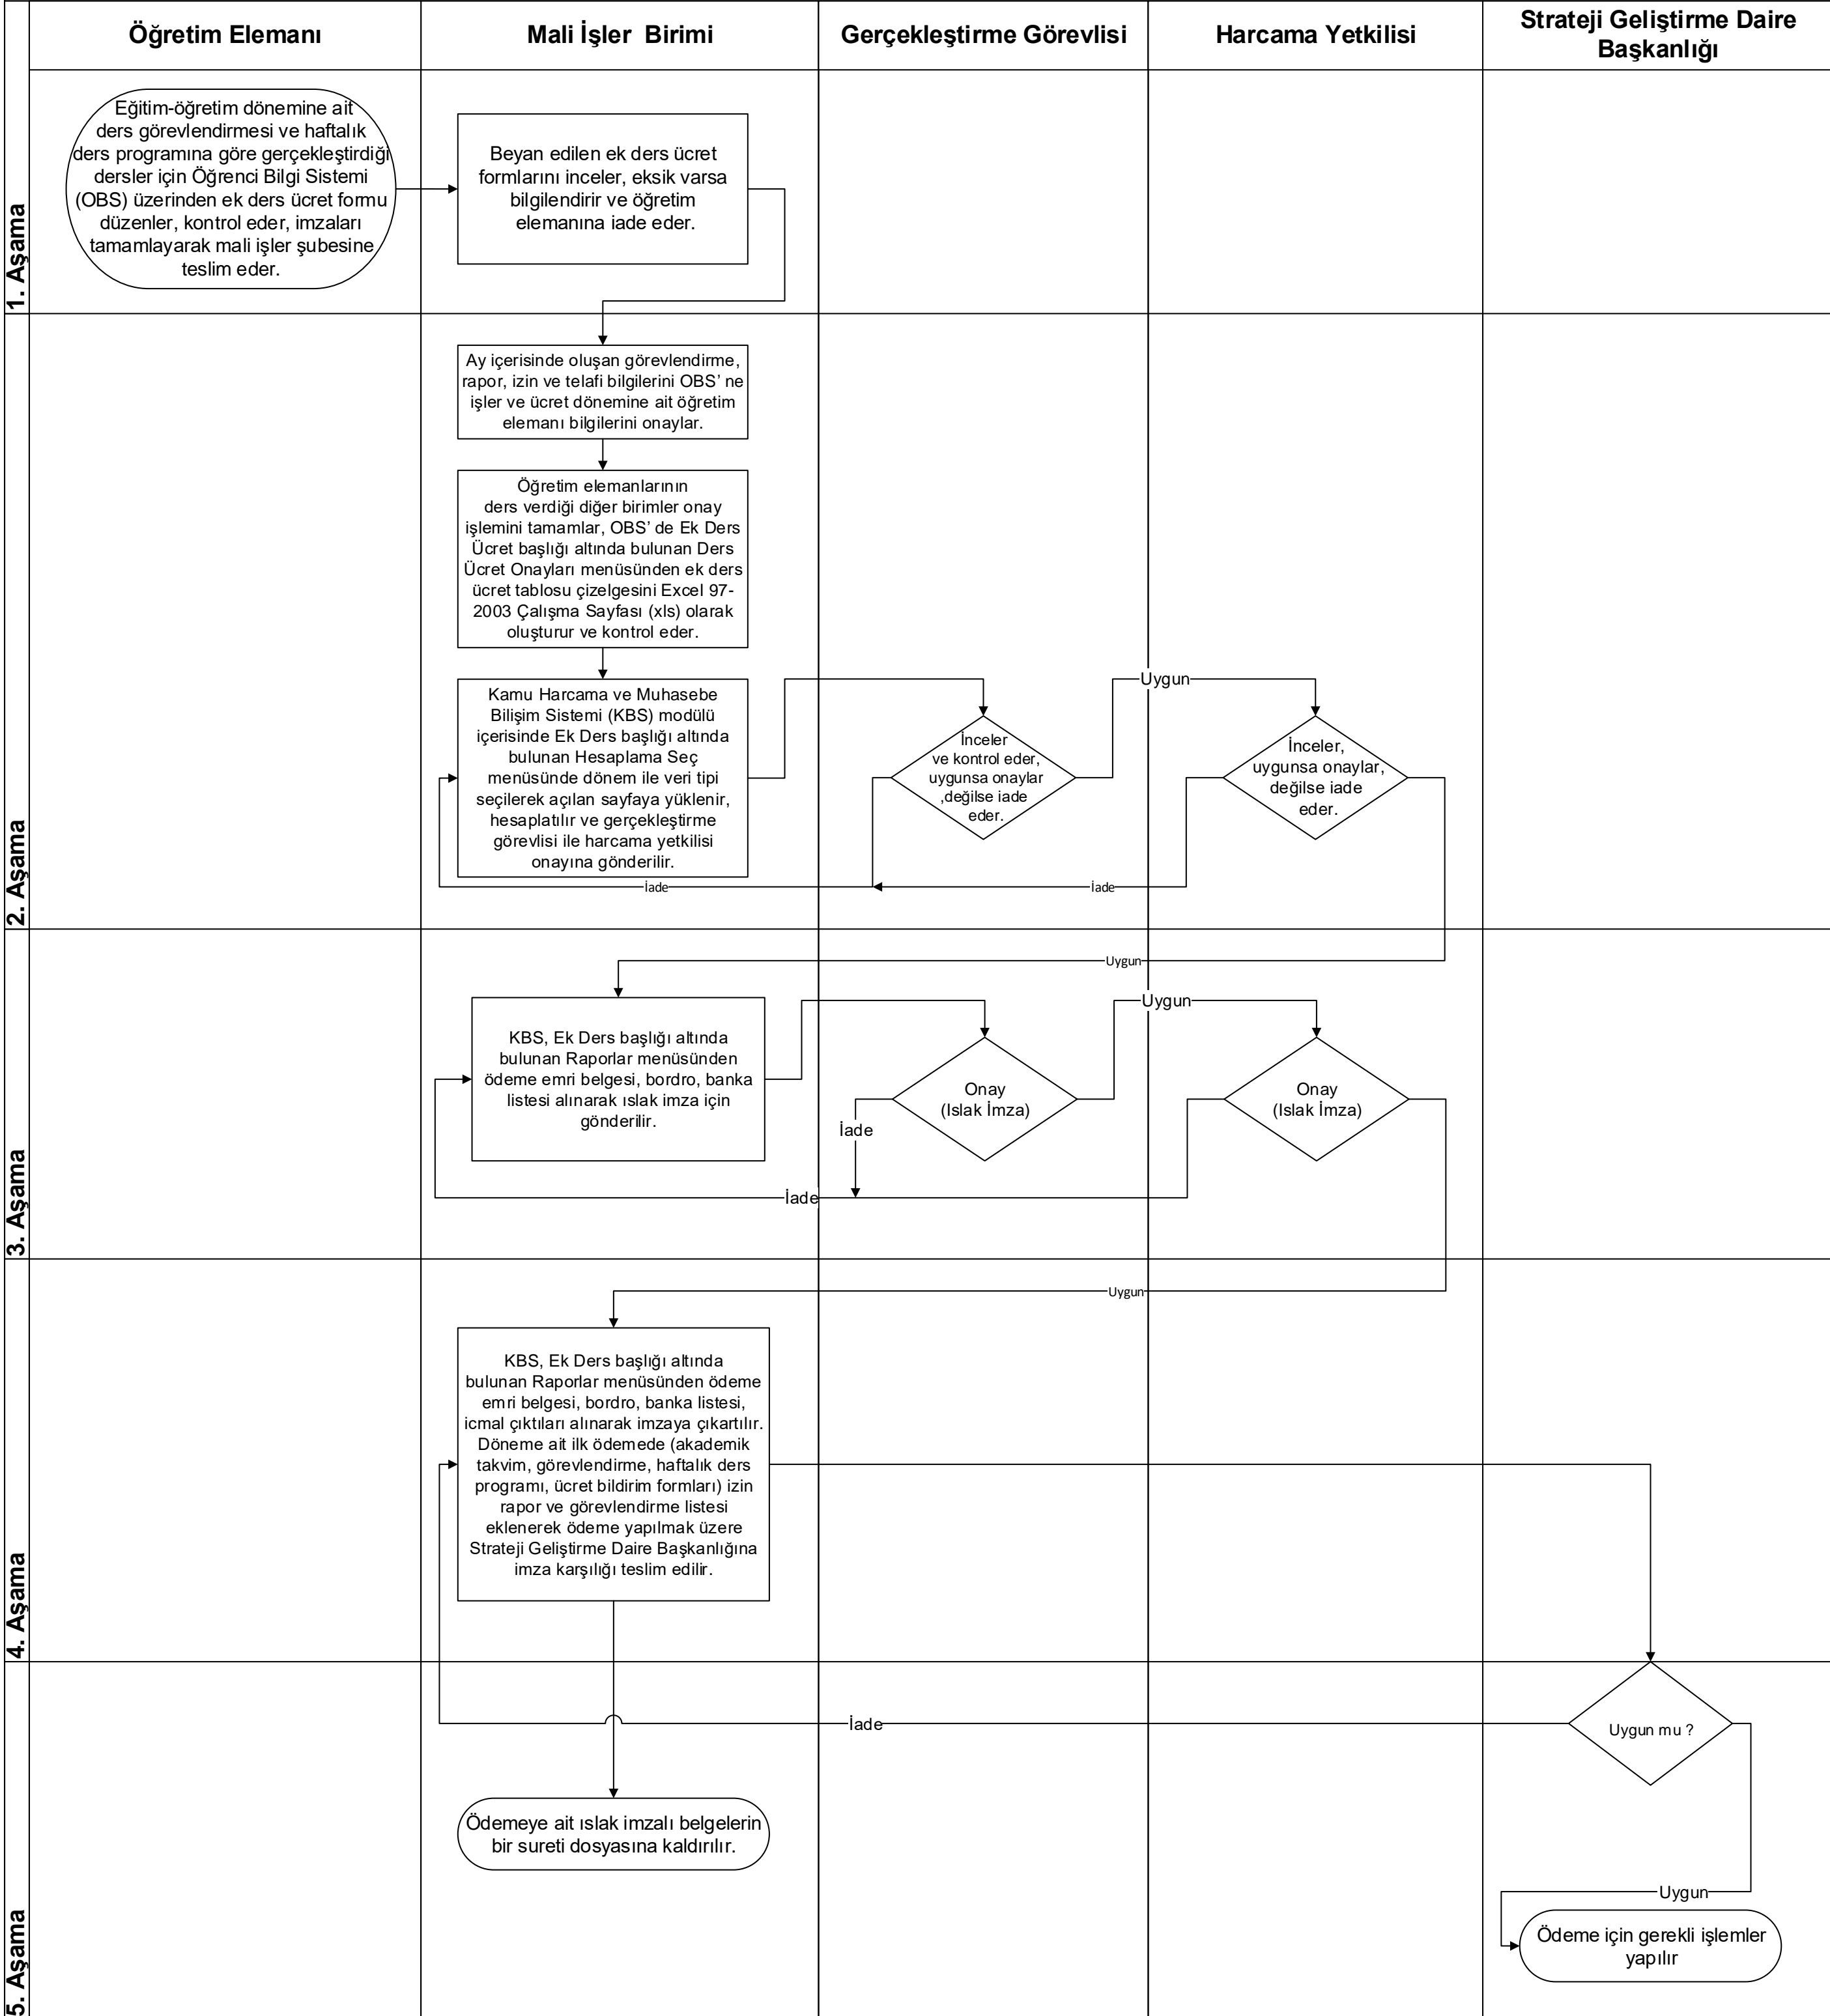 Öğretim Elemanı
Mali İşler  Birimi
Gerçekleştirme Görevlisi
Harcama Yetkilisi
Strateji Geliştirme Daire
Başkanlığı
1. Aşama
Eğitim-öğretim dönemine ait
ders görevlendirmesi ve haftalık
ders programına göre gerçekleştirdiği
dersler için Öğrenci Bilgi Sistemi
(OBS) üzerinden ek ders ücret formu
düzenler, kontrol eder, imzaları
tamamlayarak mali işler şubesine
teslim eder.
Beyan edilen ek ders ücret
formlarını inceler, eksik varsa
bilgilendirir ve öğretim
elemanına iade eder.
2. Aşama
Ay içerisinde oluşan görevlendirme,
rapor, izin ve telafi bilgilerini OBS’ ne
işler ve ücret dönemine ait öğretim
elemanı bilgilerini onaylar.
Öğretim elemanlarının
ders verdiği diğer birimler onay
işlemini tamamlar, OBS’ de Ek Ders
Ücret başlığı altında bulunan Ders
Ücret Onayları menüsünden ek ders
ücret tablosu çizelgesini Excel 97-
2003 Çalışma Sayfası (xls) olarak
oluşturur ve kontrol eder.
Kamu Harcama ve Muhasebe
Bilişim Sistemi (KBS) modülü
içerisinde Ek Ders başlığı altında
bulunan Hesaplama Seç
menüsünde dönem ile veri tipi
seçilerek açılan sayfaya yüklenir,
hesaplatılır ve gerçekleştirme
görevlisi ile harcama yetkilisi
onayına gönderilir.
İnceler
ve kontrol eder,
uygunsa onaylar
,değilse iade
eder.
Uygun
İnceler,
uygunsa onaylar,
değilse iade
eder.
İade
İade
3. Aşama
Uygun
KBS, Ek Ders başlığı altında
bulunan Raporlar menüsünden
ödeme emri belgesi, bordro, banka
listesi alınarak ıslak imza için
gönderilir.
Onay
(Islak İmza)
Uygun
Onay
(Islak İmza)
İade
İade
4. Aşama
Uygun
KBS, Ek Ders başlığı altında
bulunan Raporlar menüsünden ödeme
emri belgesi, bordro, banka listesi,
icmal çıktıları alınarak imzaya çıkartılır.
Döneme ait ilk ödemede (akademik
takvim, görevlendirme, haftalık ders
programı, ücret bildirim formları) izin
rapor ve görevlendirme listesi
eklenerek ödeme yapılmak üzere
Strateji Geliştirme Daire Başkanlığına
imza karşılığı teslim edilir.
5. Aşama
Uygun mu ?
İade
Ödemeye ait ıslak imzalı belgelerin
bir sureti dosyasına kaldırılır.
Uygun
Ödeme için gerekli işlemler
yapılır